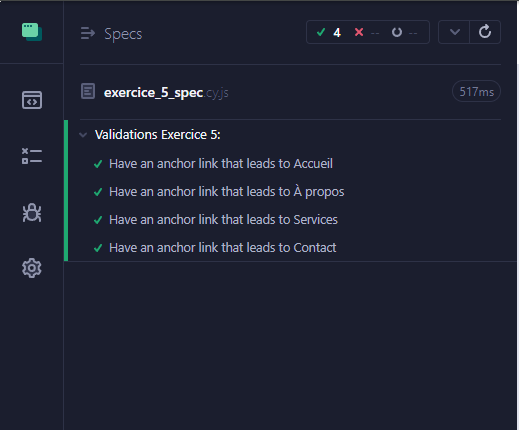 Specs
4 -- --
exercice_5_spec.cy.js
517ms
Validations Exercice 5:
Have an anchor link that leads to Accueil
Have an anchor link that leads to À propos
Have an anchor link that leads to Services
Have an anchor link that leads to Contact